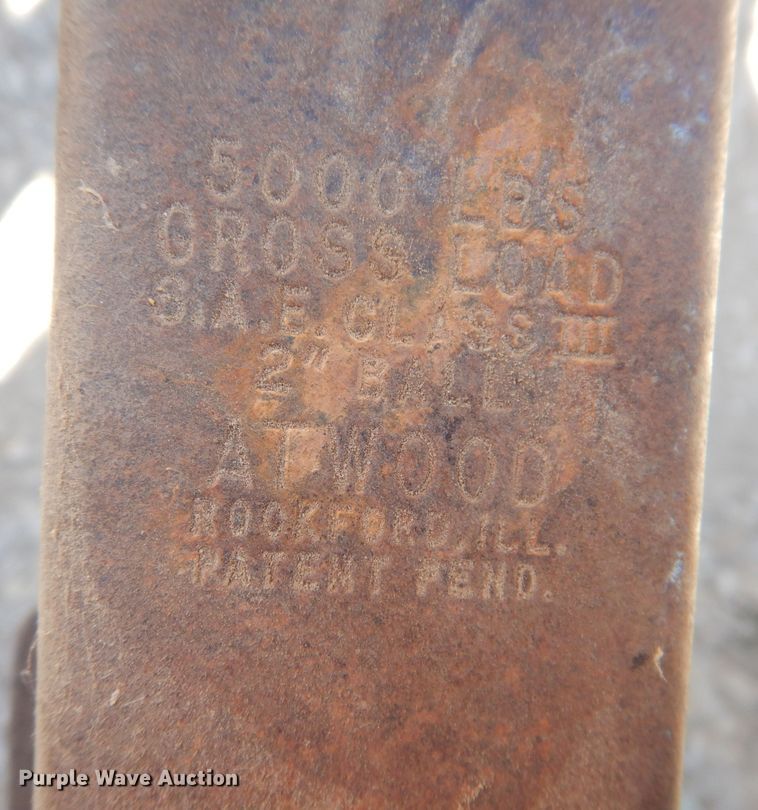 5000 LBS.
GROSS LOAD
S.A.E. CLASS III
2" BALL
ATWOOD
ROCKFORD, ILL.
PATENT PEND.
Purple Wave Auction